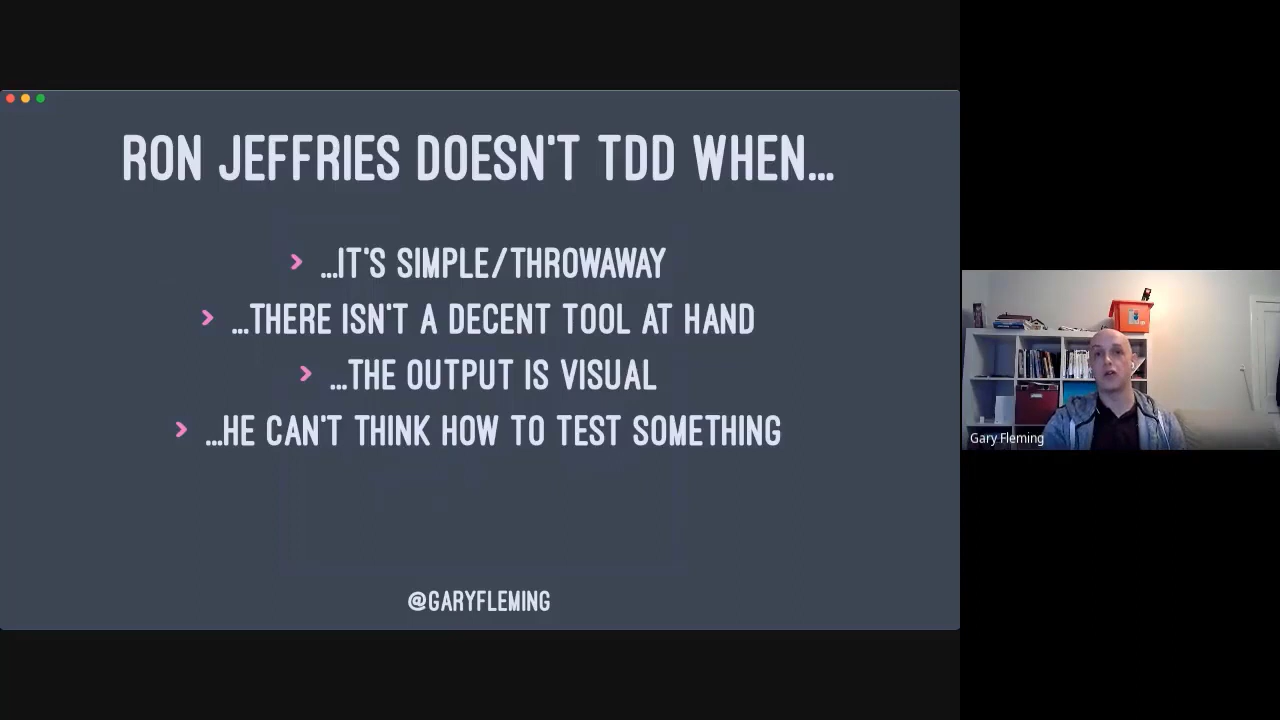 RON JEFFRIES DOESN'T TDD WHEN...
...IT'S SIMPLE/THROWAWAY
...THERE ISN'T A DECENT TOOL AT HAND
...THE OUTPUT IS VISUAL
...HE CAN'T THINK HOW TO TEST SOMETHING
@GARYFLEMING
Gary Fleming